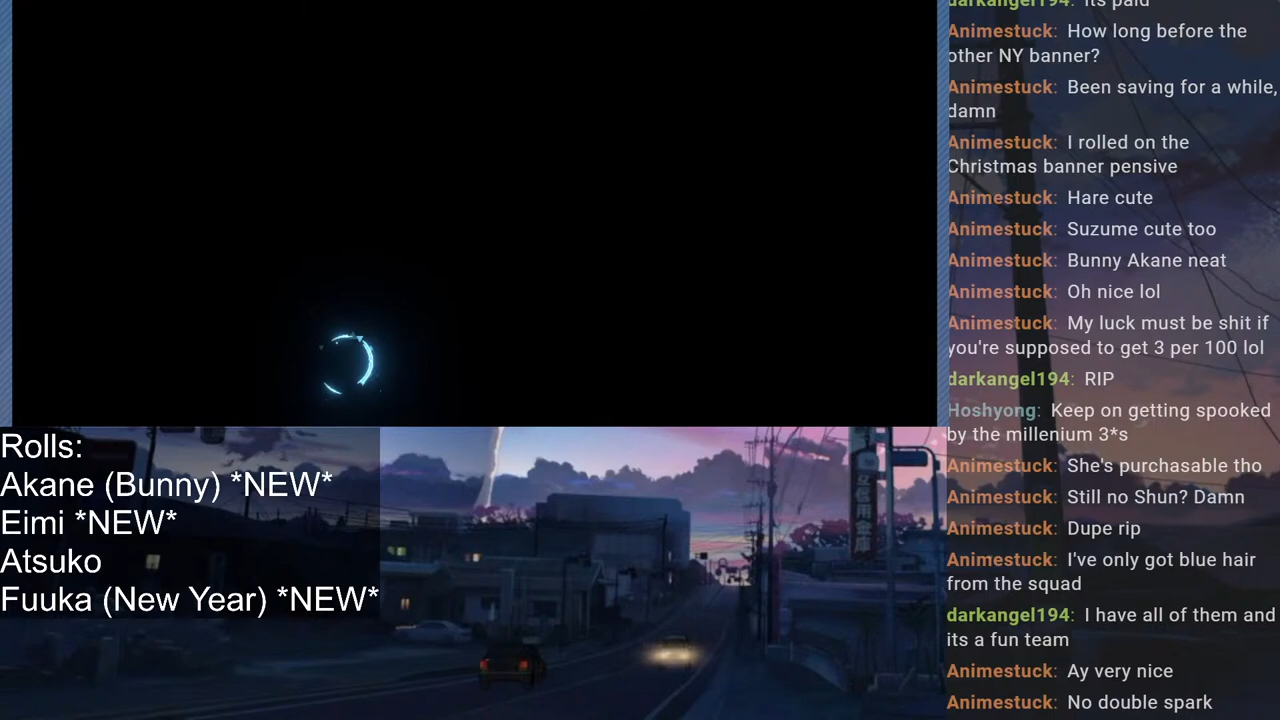 Rolls:
Akane (Bunny) *NEW*
Eimi *NEW*
Atsuko
Fuuka (New Year) *NEW*
darkangel194: Its paid
Animestuck: How long before the
other NY banner?
Animestuck: Been saving for a while,
damn
Animestuck: I rolled on the
Christmas banner pensive
Animestuck: Hare cute
Animestuck: Suzume cute too
Animestuck: Bunny Akane neat
Animestuck: Oh nice lol
Animestuck: My luck must be shit if
you're supposed to get 3 per 100 lol
darkangel194: RIP
Hoshyong: Keep on getting spooked
by the millenium 3*s
Animestuck: She's purchasable tho
Animestuck: Still no Shun? Damn
Animestuck: Dupe rip
Animestuck: I've only got blue hair
from the squad
darkangel194: I have all of them and
its a fun team
Animestuck: Ay very nice
Animestuck: No double spark